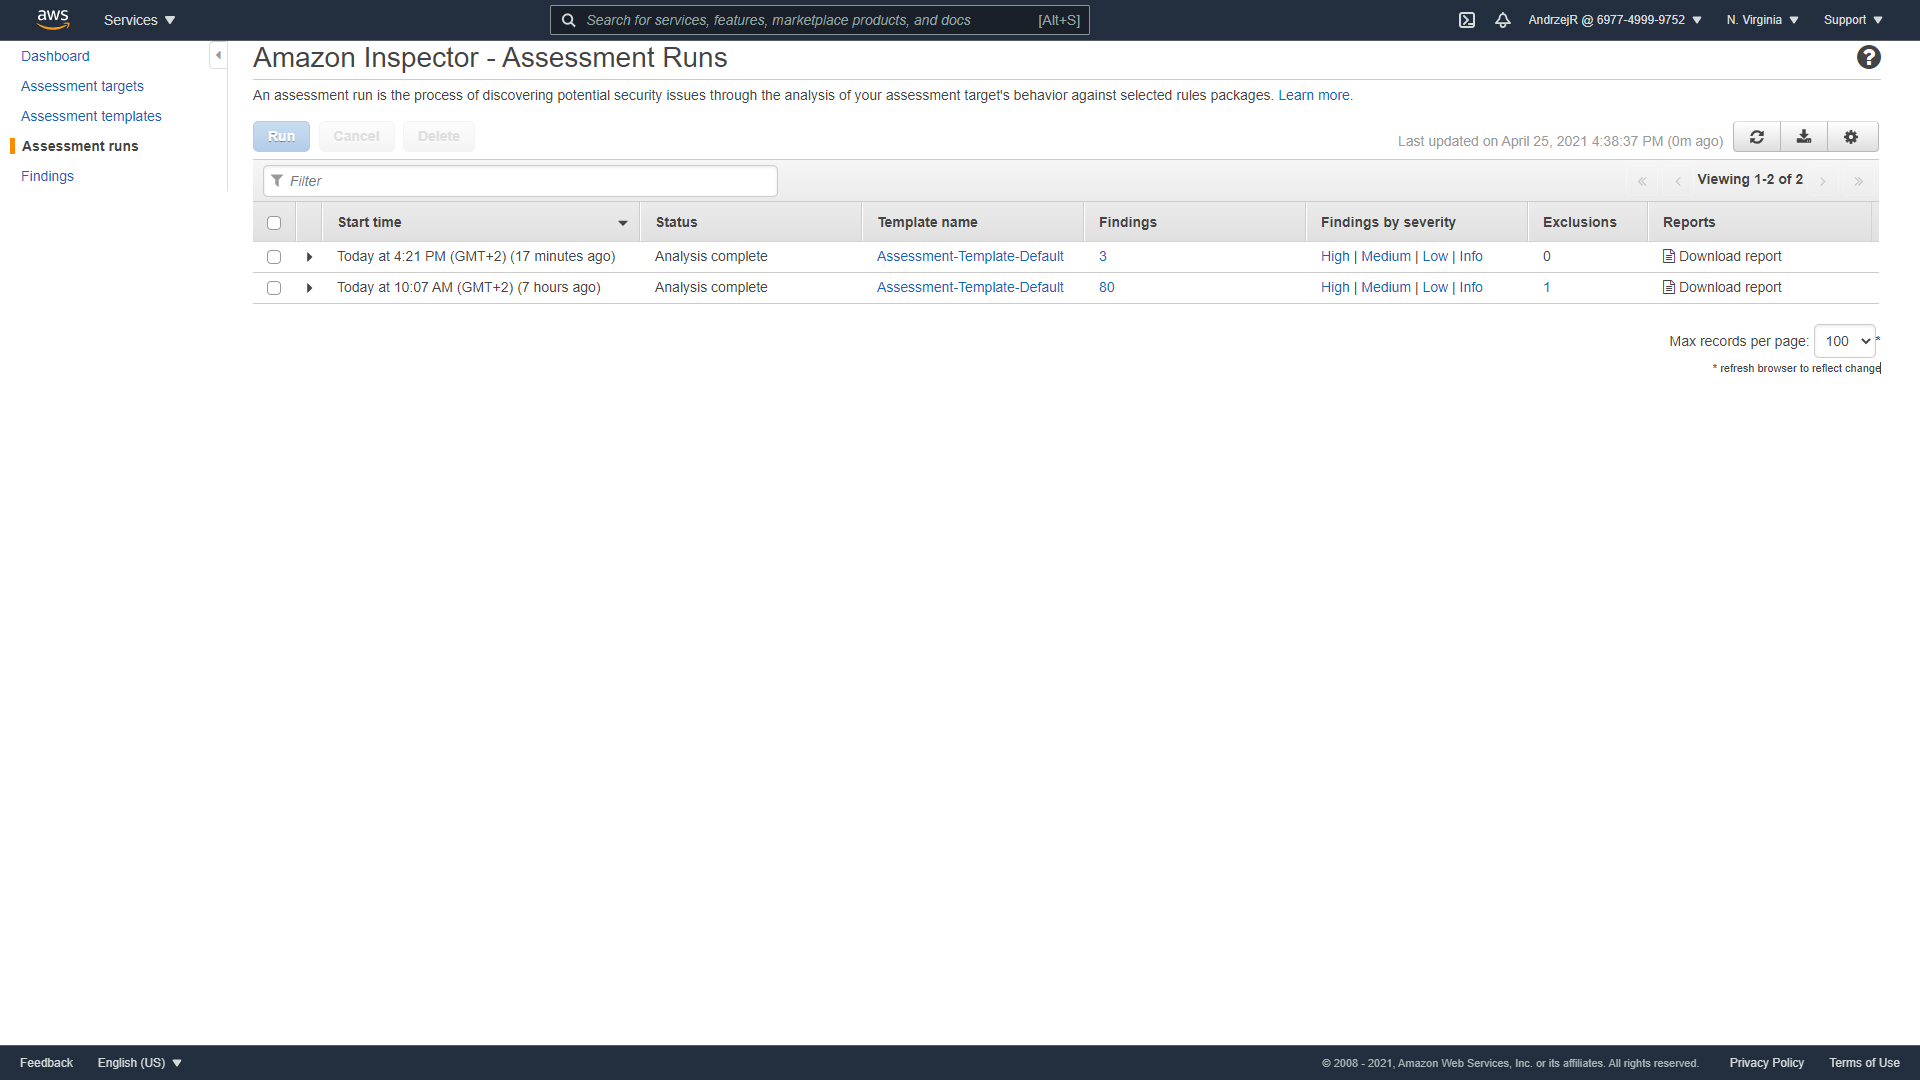 aws
Services
Search for services, features, marketplace products, and docs [Alt+S]
AndrzejR @ 6977-4999-9752
N. Virginia
Support
Dashboard
Assessment targets
Assessment templates
Assessment runs
Findings
Amazon Inspector - Assessment Runs
An assessment run is the process of discovering potential security issues through the analysis of your assessment target's behavior against selected rules packages. Learn more.
Run Cancel Delete
Last updated on April 25, 2021 4:38:37 PM (0m ago)
Filter
« ‹ Viewing 1-2 of 2 › »
Start time Status Template name Findings Findings by severity Exclusions Reports
Today at 4:21 PM (GMT+2) (17 minutes ago) Analysis complete Assessment-Template-Default 3 High | Medium | Low | Info 0 Download report
Today at 10:07 AM (GMT+2) (7 hours ago) Analysis complete Assessment-Template-Default 80 High | Medium | Low | Info 1 Download report
Max records per page: 100 *
* refresh browser to reflect change
Feedback English (US)
© 2008 - 2021, Amazon Web Services, Inc. or its affiliates. All rights reserved. Privacy Policy Terms of Use